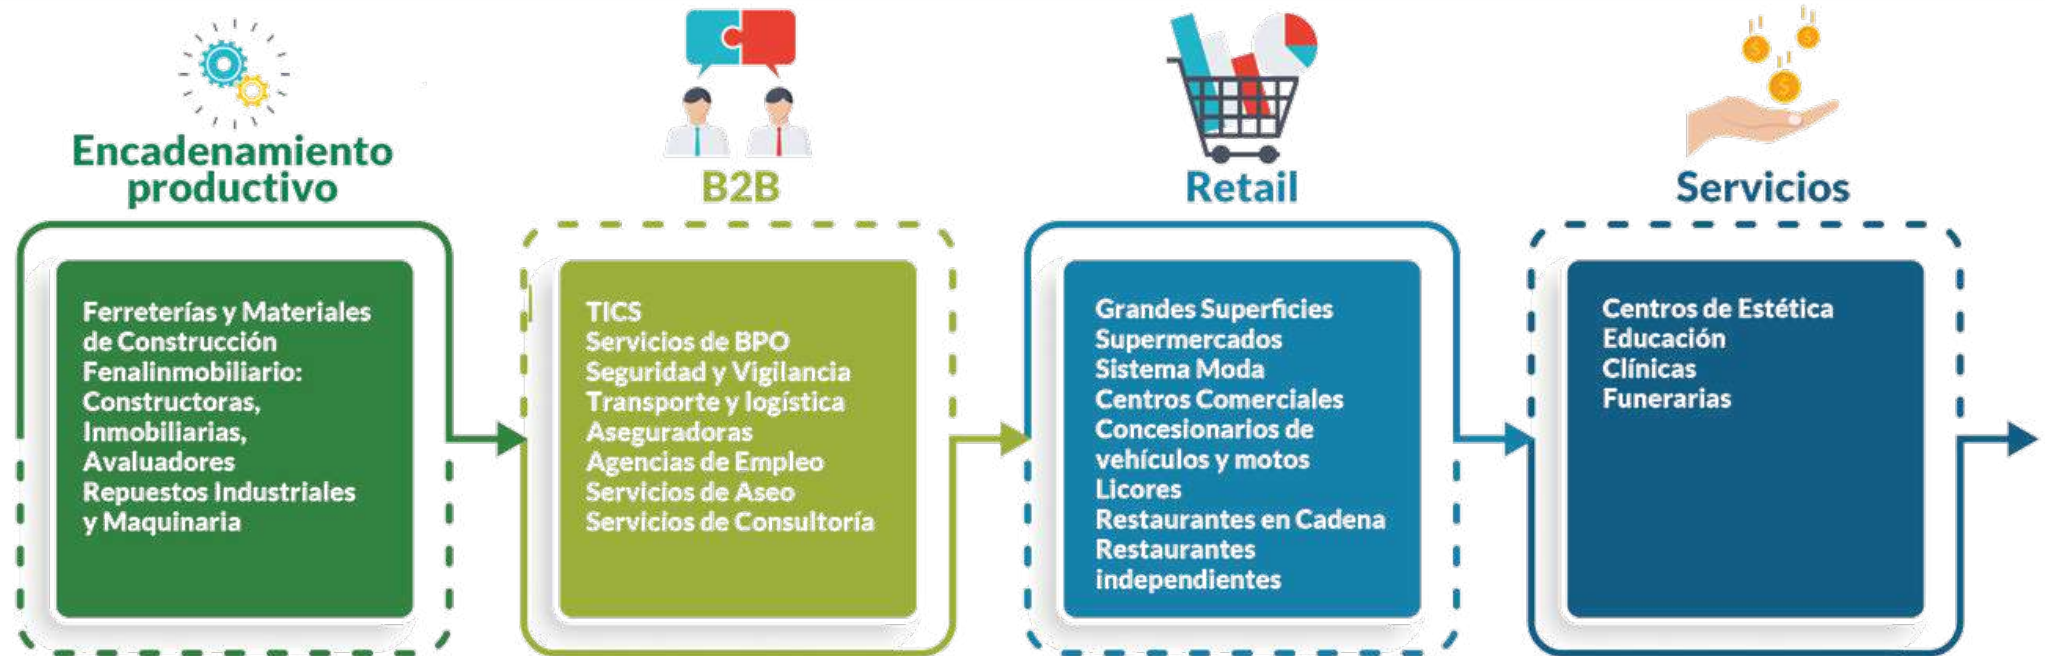 Encadenamiento
productivo
Ferreterías y Materiales
de Construcción
Fenalinmobiliario:
Constructoras,
Inmobiliarias,
Avaluadores
Repuestos Industriales
y Maquinaria
B2B
TICS
Servicios de BPO
Seguridad y Vigilancia
Transporte y logística
Aseguradoras
Agencias de Empleo
Servicios de Aseo
Servicios de Consultoría
Retail
Grandes Superficies
Supermercados
Sistema Moda
Centros Comerciales
Concesionarios de
vehículos y motos
Licores
Restaurantes en Cadena
Restaurantes
independientes
Servicios
Centros de Estética
Educación
Clínicas
Funerarias